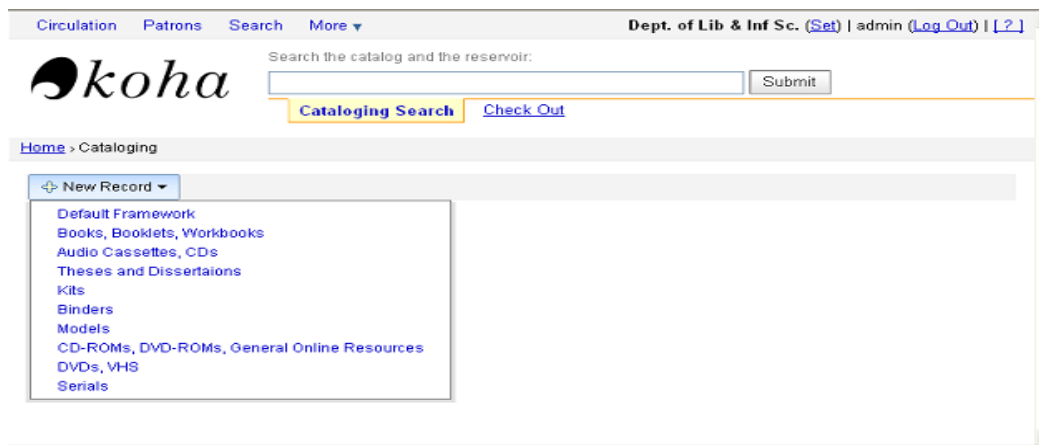 Circulation Patrons Search More ▾ Dept. of Lib & Inf Sc. (Set) | admin (Log Out) | [ ? ]
koha
Search the catalog and the reservoir:
Submit
Cataloging Search Check Out
Home › Cataloging
New Record ▾
Default Framework
Books, Booklets, Workbooks
Audio Cassettes, CDs
Theses and Dissertaions
Kits
Binders
Models
CD-ROMs, DVD-ROMs, General Online Resources
DVDs, VHS
Serials